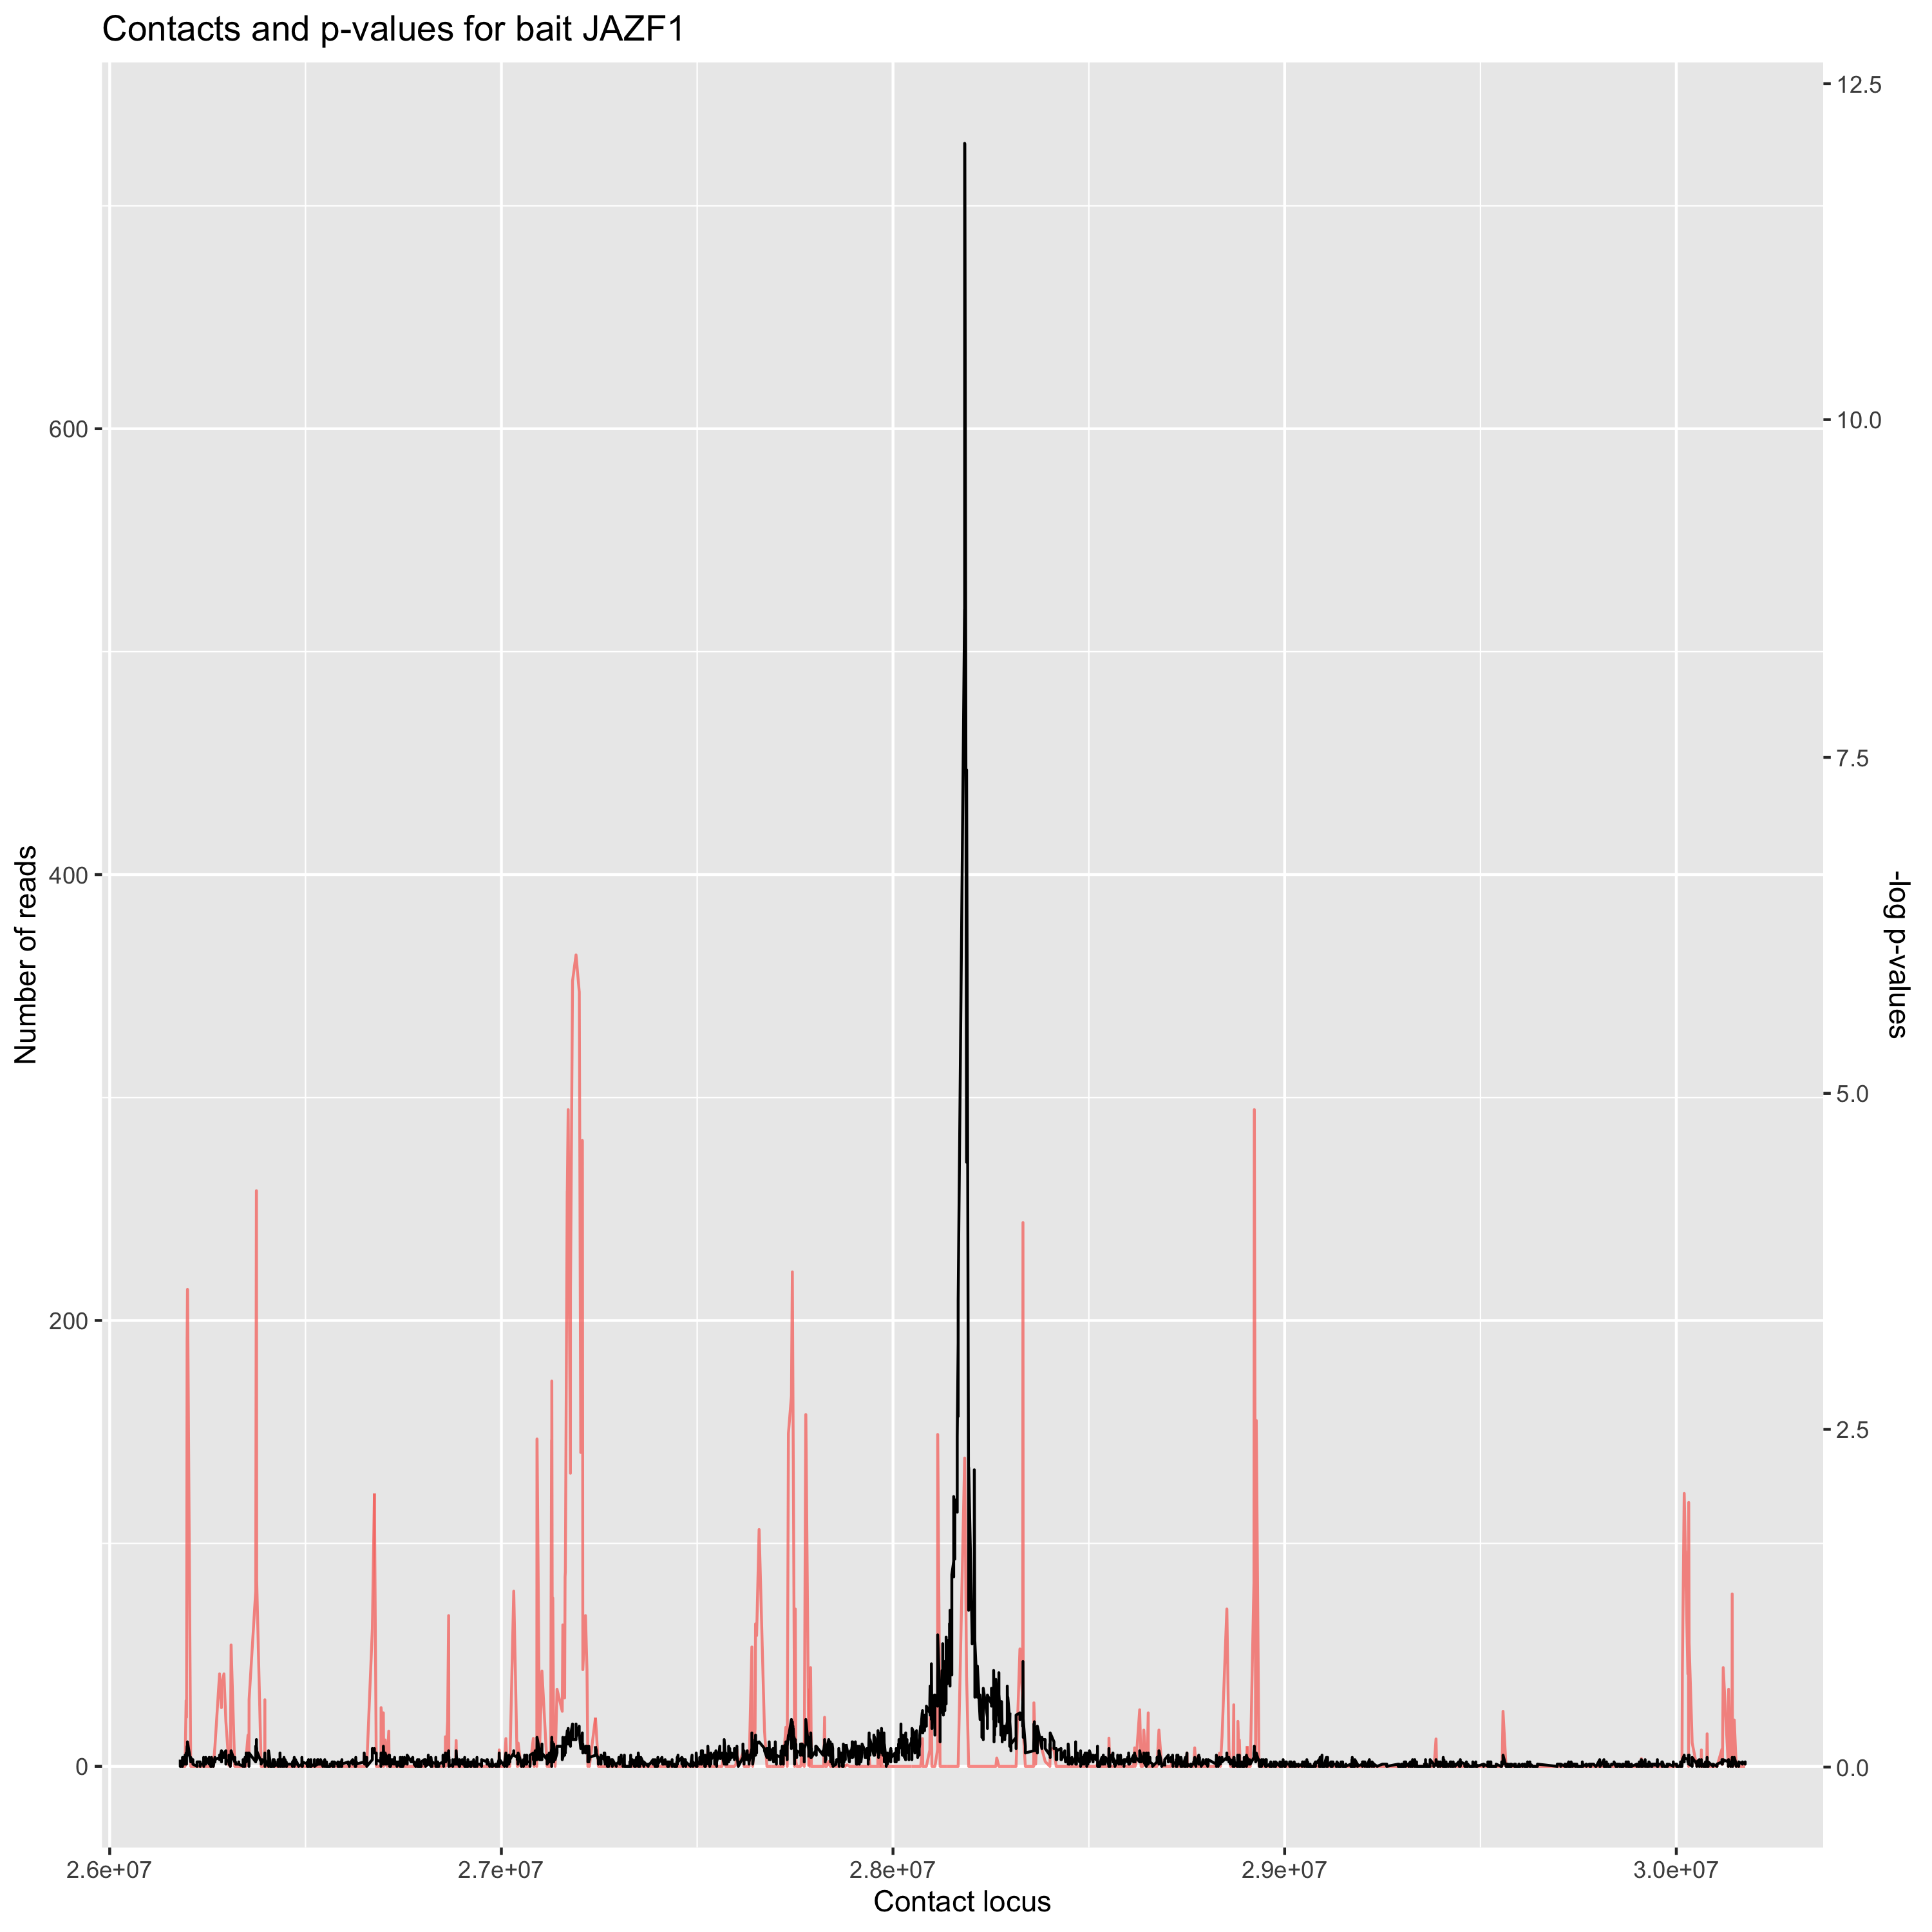 Contacts and p-values for bait JAZF1
12.5
10.0
7.5
5.0
2.5
0.0
600
400
200
0
Number of reads
-log p-values
2.6e+07
2.7e+07
2.8e+07
2.9e+07
3.0e+07
Contact locus